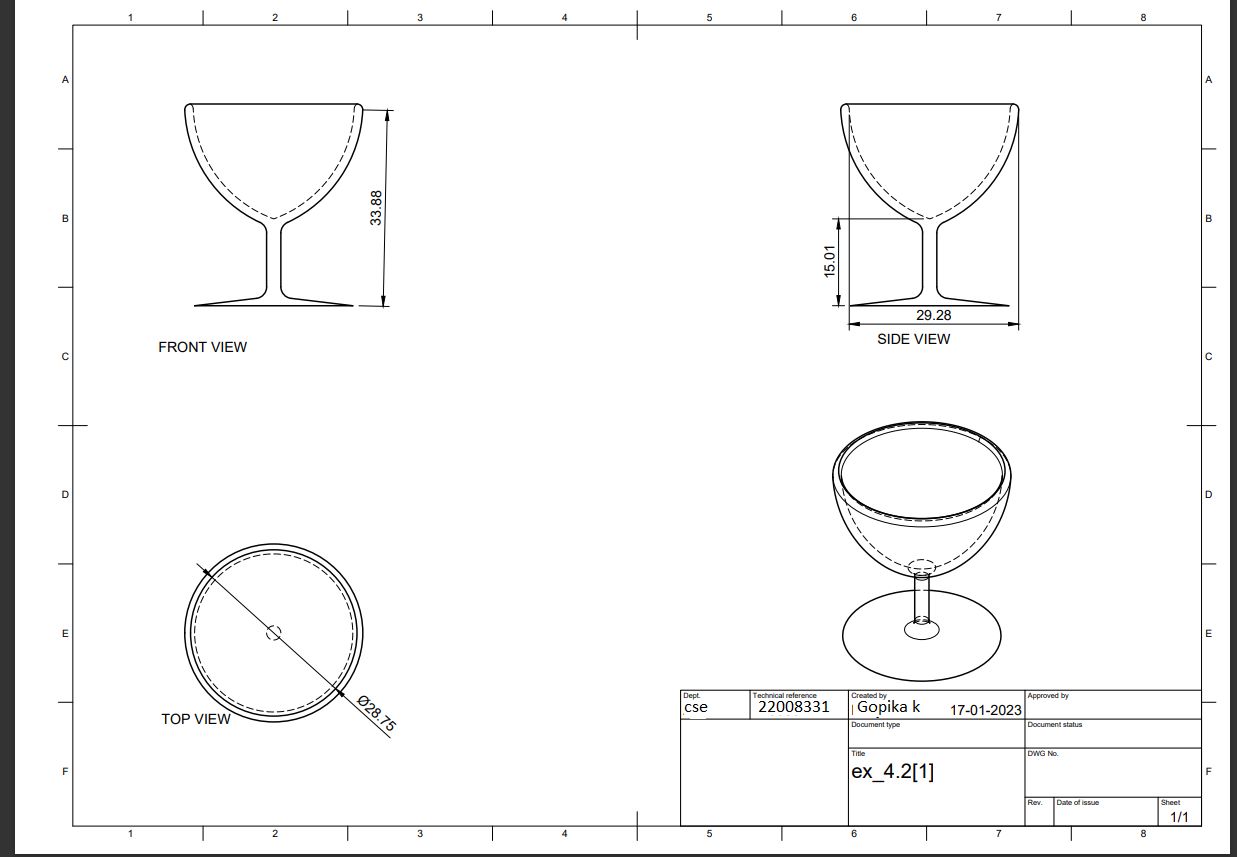 1 2 3 4 5 6 7 8
A A
33.88
B B
15.01
29.28
FRONT VIEW SIDE VIEW
C C
D D
E E
Ø28.75
TOP VIEW
Dept. Technical reference Created by Approved by
cse 22008331 Gopika k 17-01-2023
Document type Document status
Title DWG No.
ex_4.2[1]
F F
Rev. Date of issue Sheet
1/1
1 2 3 4 5 6 7 8